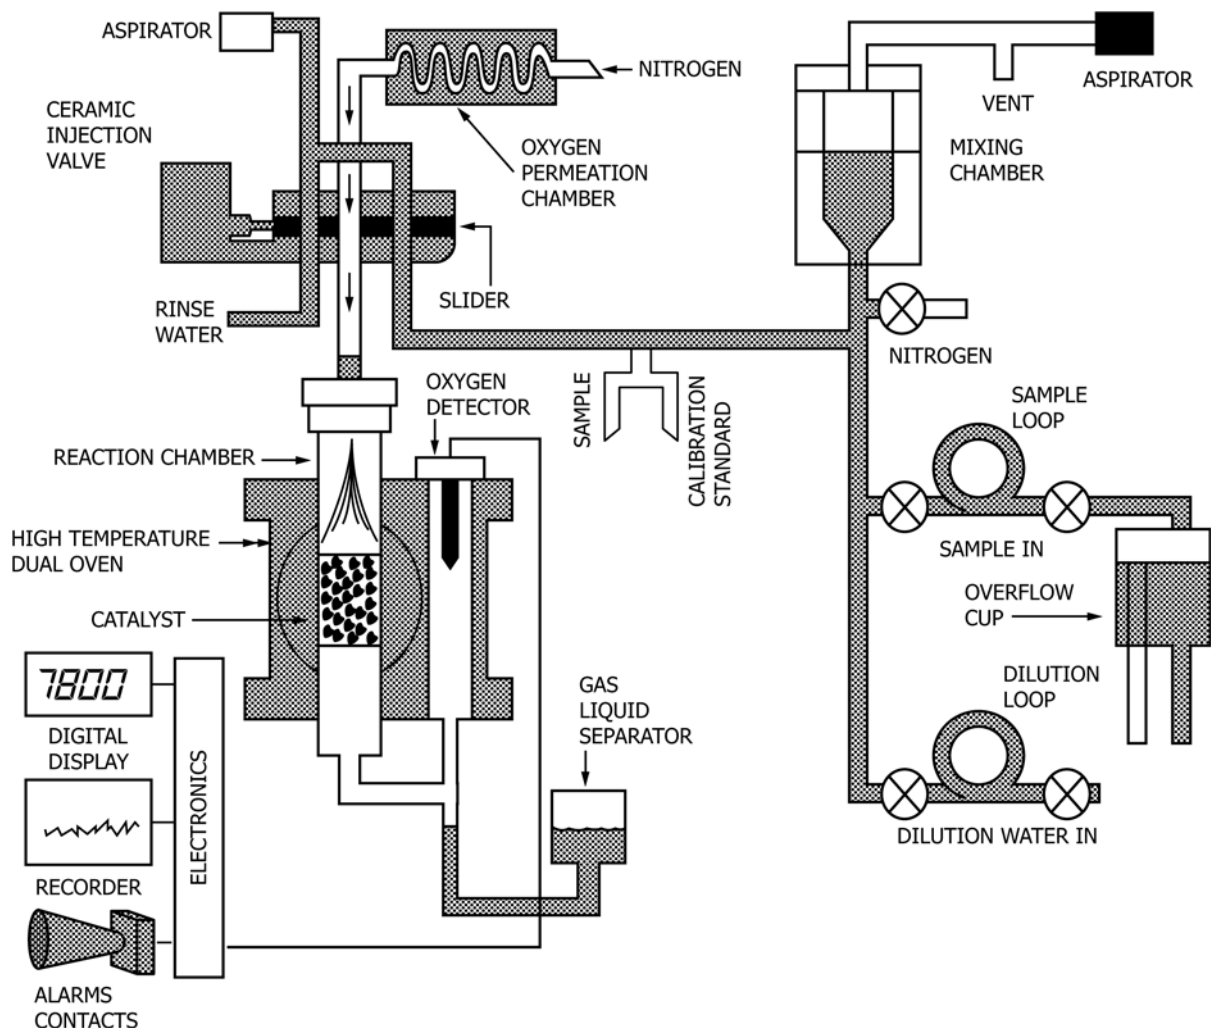 ASPIRATOR
NITROGEN
ASPIRATOR
VENT
CERAMIC
INJECTION
VALVE
OXYGEN
PERMEATION
CHAMBER
MIXING
CHAMBER
SLIDER
RINSE
WATER
NITROGEN
OXYGEN
DETECTOR
SAMPLE
CALIBRATION
STANDARD
SAMPLE
LOOP
REACTION CHAMBER
HIGH TEMPERATURE
DUAL OVEN
SAMPLE IN
OVERFLOW
CUP
CATALYST
7800
DIGITAL
DISPLAY
GAS
LIQUID
SEPARATOR
DILUTION
LOOP
ELECTRONICS
DILUTION WATER IN
RECORDER
ALARMS
CONTACTS